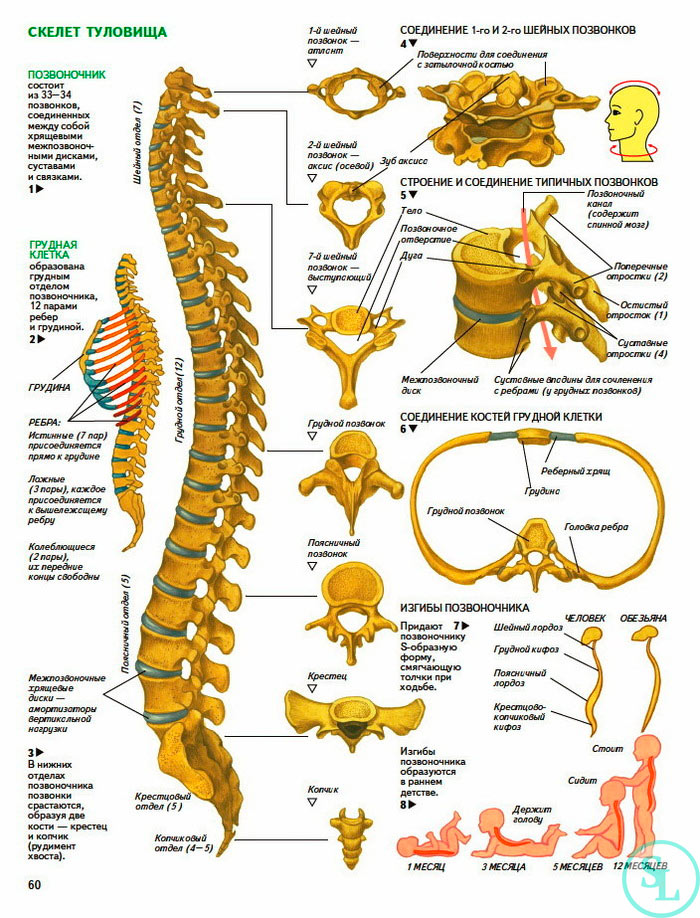 СКЕЛЕТ ТУЛОВИЩА
ПОЗВОНОЧНИК
состоит
из 33—34
позвонков,
соединенных
между собой
хрящевыми
межпозвоноч-
ными дисками,
суставами
и связками.
1►
ГРУДНАЯ
КЛЕТКА
образована
грудным
отделом
позвоночника,
12 парами
ребер
и грудиной.
2►
ГРУДИНА
РЕБРА:
Истинные (7 пар)
присоединяется
прямо к грудине
Ложные
(3 пары), каждое
присоединяется
к вышележещму
ребру
Колеблющиеся
(2 пары),
их передние
концы свободны
Межпозвоночные
хрящевые
диски —
амортизаторы
вертикельной
нагрузки
3►
В нижних
отделах
позвоночника
позвонки
срастаются,
образуя две
кости — крестец
и копчик
(рудимент
хвоста).
60
Шейный отдел (7)
Грудной отдел (12)
Поясничный отдел (5)
Крестцовый
отдел (5)
Копчиковый
отдел (4—5)
1-й шейный
позвонок —
атлснт
2-й шейный
позвонок —
аксис (осевой)
7-й шейный
позвонок —
выступающий
Грудной позвонок
Поясничный
позвонок
Крестец
Копчик
СОЕДИНЕНИЕ 1-го И 2-го ШЕЙНЫХ ПОЗВОНКОВ
4▼
Поверхности для соединения
с затылочной костью
Зуб аксиса
СТРОЕНИЕ И СОЕДИНЕНИЕ ТИПИЧНЫХ ПОЗВОНКОВ
5▼
Тело
Позвоночное
отверстие
Дуга
Позвоночный
канал
(содержит
спинной мозг)
Поперечные
отростки (2)
Остистый
отросток (1)
Суставные
отростки (4)
Межпозвоночный
диск
Суставные впадины для сочленения
с ребрами (у грудных позвонков)
СОЕДИНЕНИЕ КОСТЕЙ ГРУДНОЙ КЛЕТКИ
6▼
Реберный хрящ
Грудина
Грудной позвонок
Головка ребра
ИЗГИБЫ ПОЗВОНОЧНИКА
Придают 7►
позвоночнику
S-образную
форму,
смягчающую
толчки при
ходьбе.
ЧЕЛОВЕК
ОБЕЗЬЯНА
Шейный лордоз
Грудной кифоз
Поясничный
лордоз
Крестцово-
копчиковый
кифоз
Изгибы
позвоночника
образуются
в раннем
детстве.
8►
Держит
голову
Сидит
Стоит
1 МЕСЯЦ
3 МЕСЯЦА
5 МЕСЯЦЕВ
12 МЕСЯЦЕВ
SL